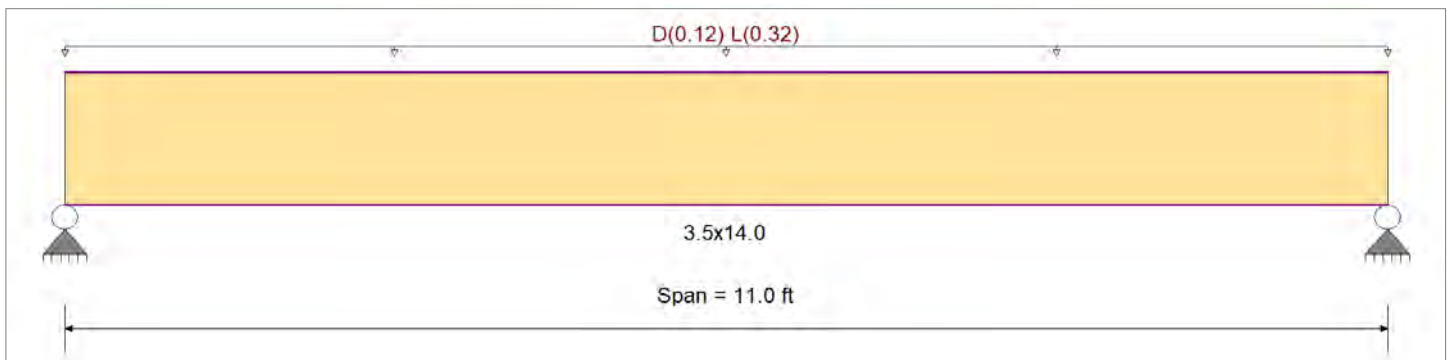 D(0.12) L(0.32)
3.5x14.0
Span = 11.0 ft